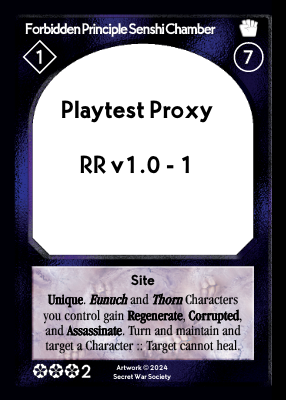 Forbidden Principle Senshi Chamber
1
7
Playtest Proxy
RR v1.0 - 1
Site
Unique. Eunuch and Thorn Characters
you control gain Regenerate, Corrupted,
and Assassinate. Turn and maintain and
target a Character :: Target cannot heal.
2
Artwork © 2024
Secret War Society